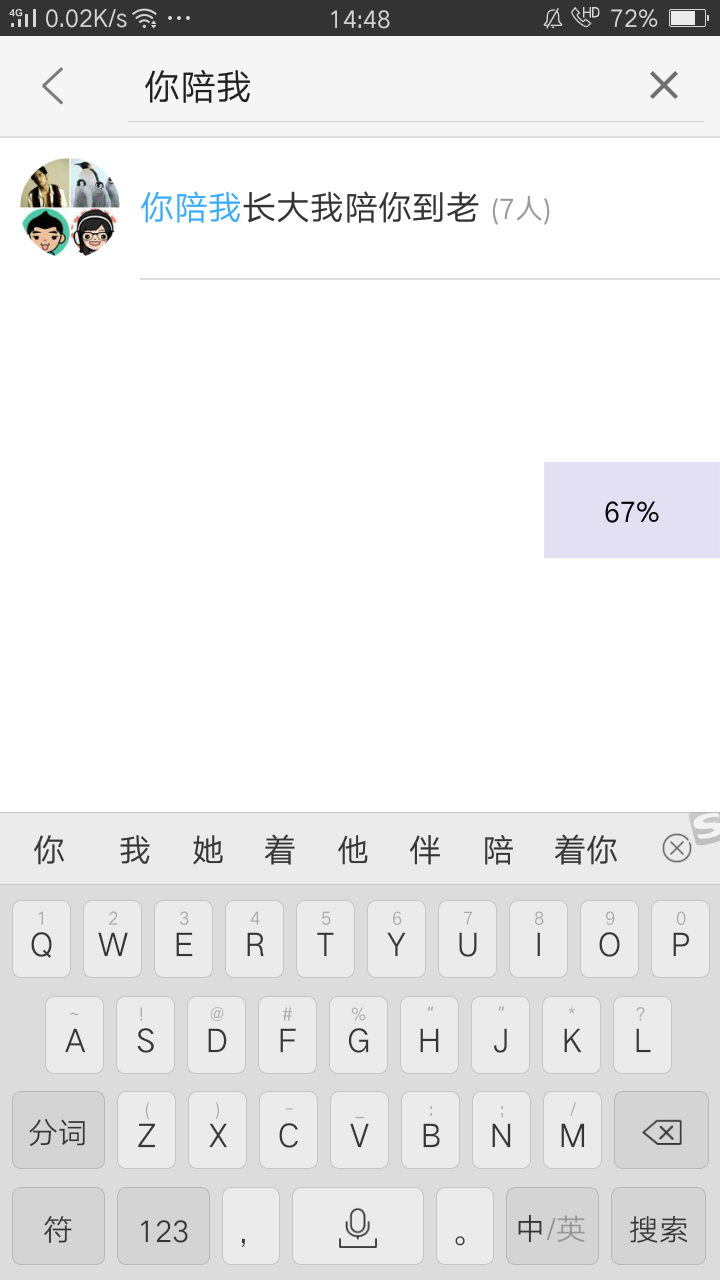 4G 0.02K/s ··· 14:48 HD 72%
你陪我
你陪我长大我陪你到老 (7人)
67%
你 我 她 着 他 伴 陪 着你
1 2 3 4 5 6 7 8 9 0
Q W E R T Y U I O P
~ ! @ # % “ ” * ?
A S D F G H J K L
( ) - _ : ; /
分词 Z X C V B N M
符 123 ， 。 中/英 搜索